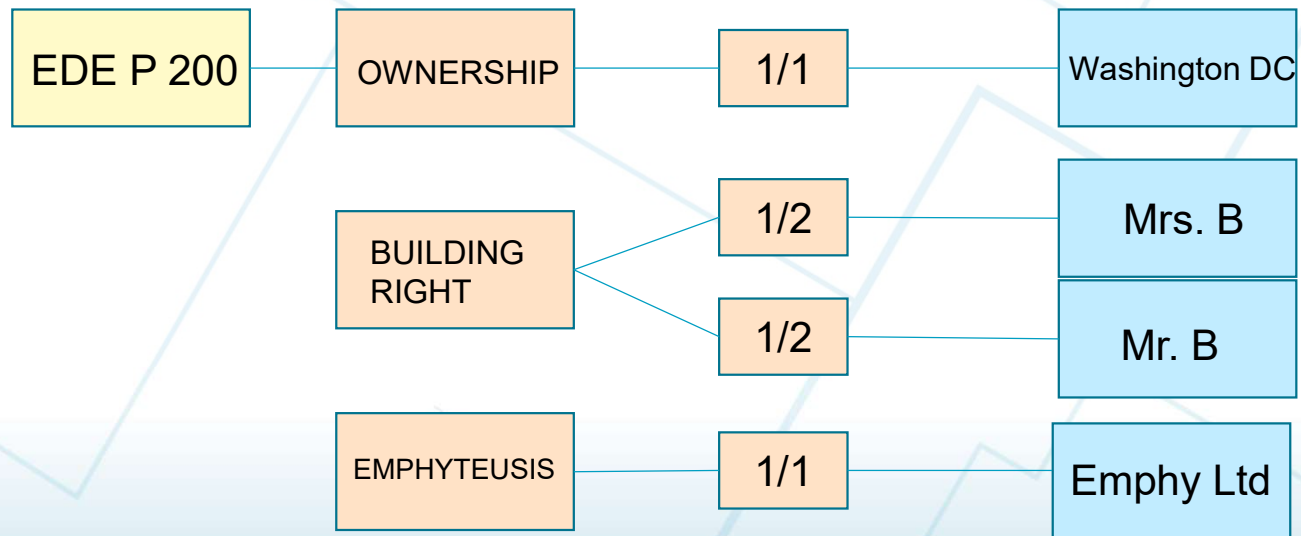 EDE P 200
OWNERSHIP
1/1
Washington DC
BUILDING
RIGHT
1/2
Mrs. B
1/2
Mr. B
EMPHYTEUSIS
1/1
Emphy Ltd